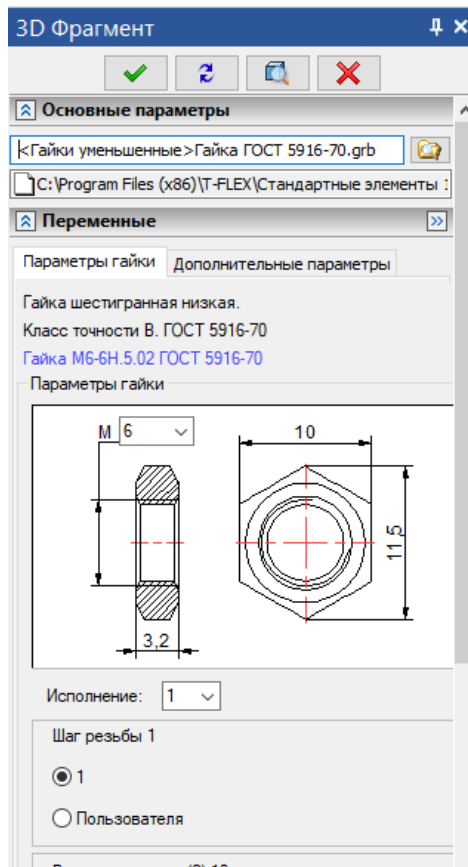 3D Фрагмент
Основные параметры
<Гайки уменьшенные>Гайка ГОСТ 5916-70.grb
C:\Program Files (x86)\T-FLEX\Стандартные элементы 1
Переменные
Параметры гайки Дополнительные параметры
Гайка шестигранная низкая.
Класс точности В. ГОСТ 5916-70
Гайка М6-6Н.5.02 ГОСТ 5916-70
Параметры гайки
М 6
10
11,5
3,2
Исполнение: 1
Шаг резьбы 1
1
Пользователя